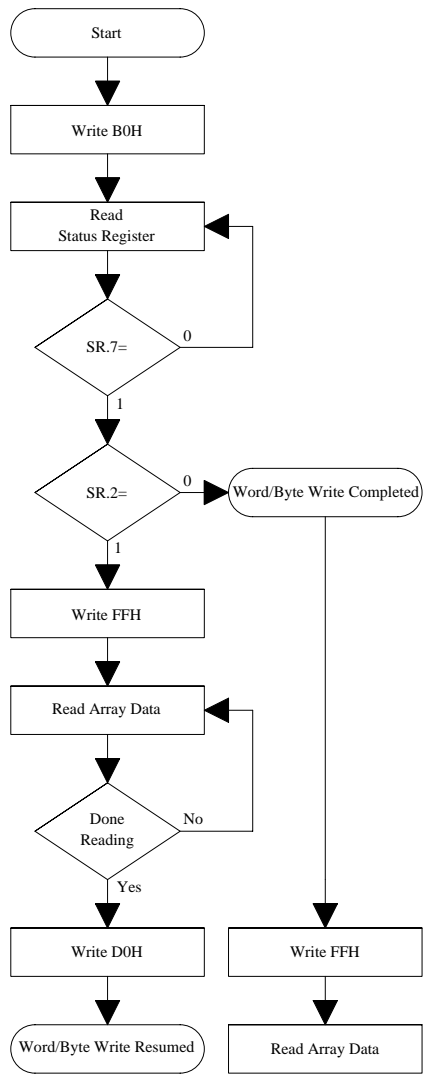 Start
Write B0H
Read
Status Register
0
SR.7=
1
0
SR.2=
Word/Byte Write Completed
1
Write FFH
Read Array Data
Done
No
Reading
Yes
Write D0H
Write FFH
Word/Byte Write Resumed
Read Array Data